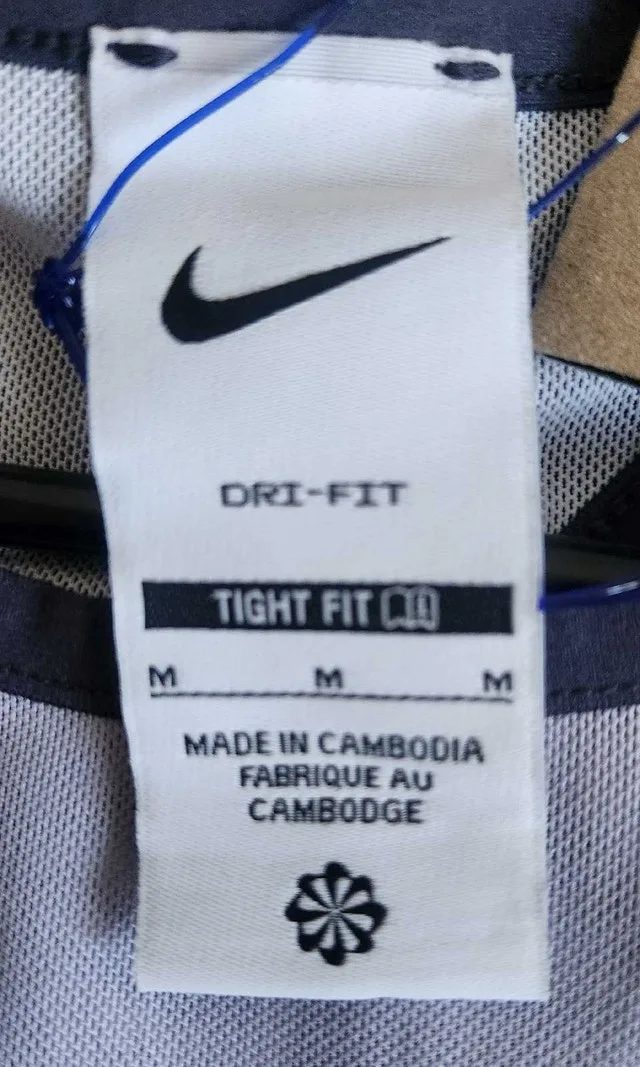 DRI-FIT
TIGHT FIT
M M M
MADE IN CAMBODIA
FABRIQUE AU
CAMBODGE